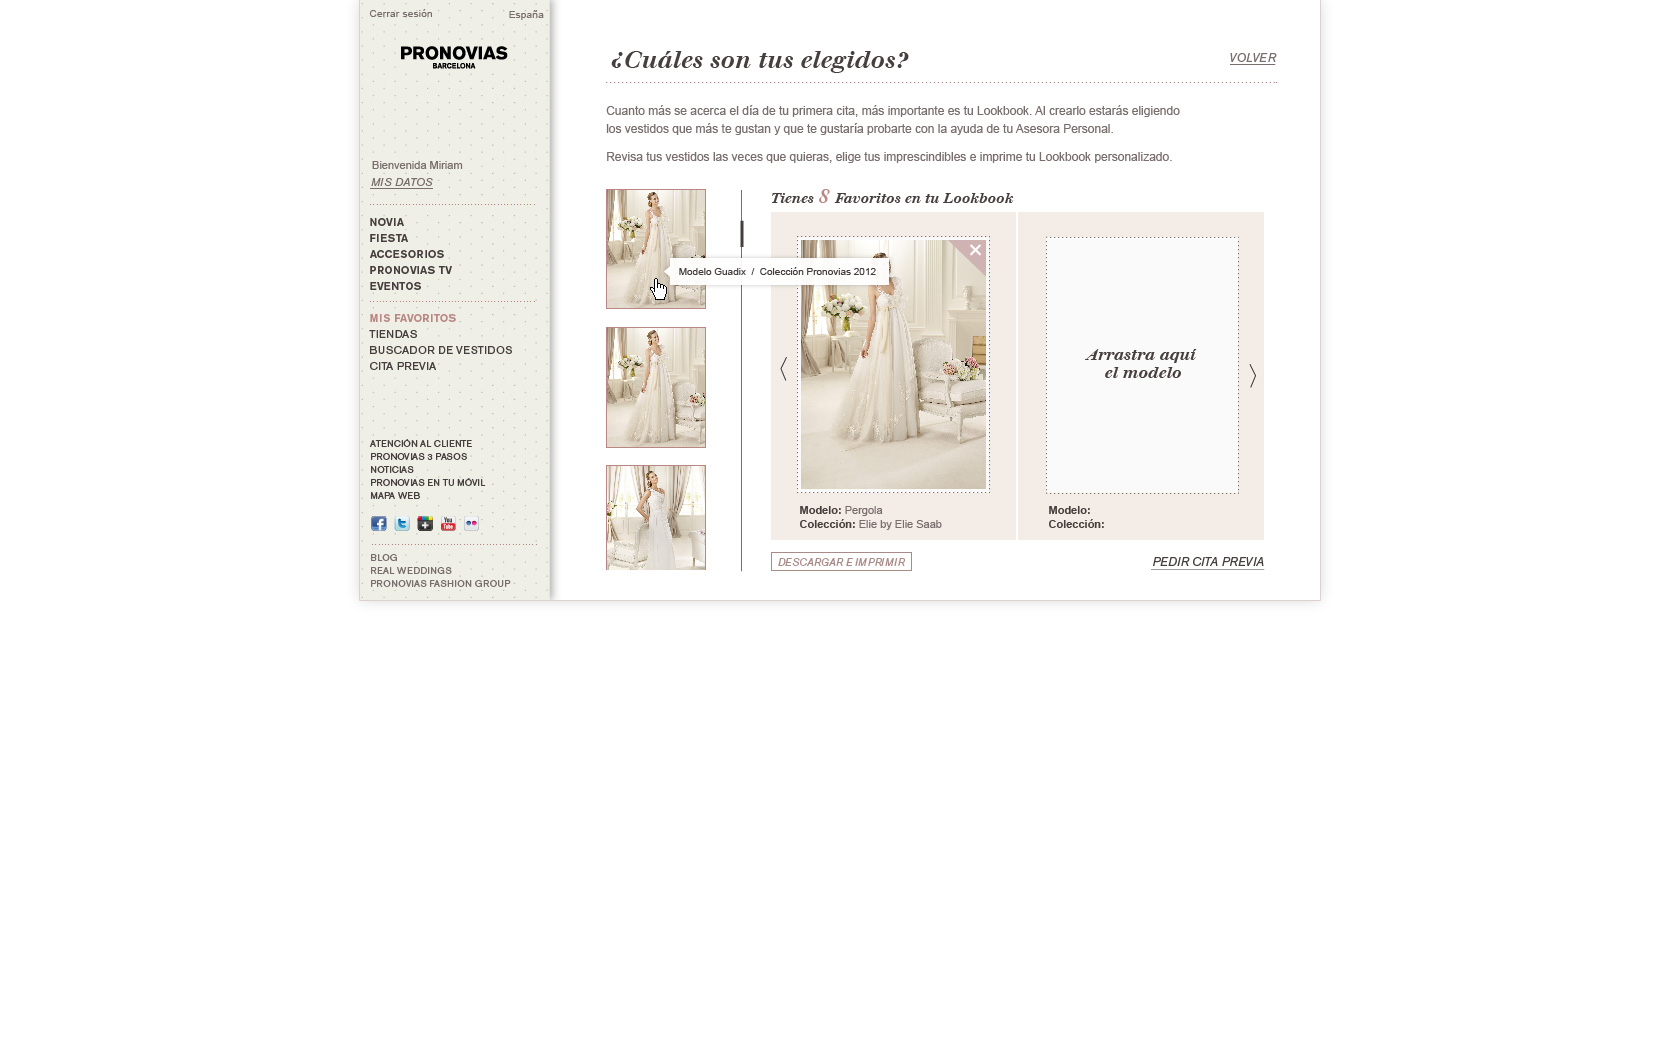 Cerrar sesión
España
PRONOVIAS
BARCELONA
Bienvenida Miriam
MIS DATOS
NOVIA
FIESTA
ACCESORIOS
PRONOVIAS TV
EVENTOS
MIS FAVORITOS
TIENDAS
BUSCADOR DE VESTIDOS
CITA PREVIA
ATENCIÓN AL CLIENTE
PRONOVIAS 3 PASOS
NOTICIAS
PRONOVIAS EN TU MÓVIL
MAPA WEB
You
Tube
BLOG
REAL WEDDINGS
PRONOVIAS FASHION GROUP
¿Cuáles son tus elegidos?
VOLVER
Cuanto más se acerca el día de tu primera cita, más importante es tu Lookbook. Al crearlo estarás eligiendo
los vestidos que más te gustan y que te gustaría probarte con la ayuda de tu Asesora Personal.
Revisa tus vestidos las veces que quieras, elige tus imprescindibles e imprime tu Lookbook personalizado.
Tienes 8 Favoritos en tu Lookbook
Modelo Guadix / Colección Pronovias 2012
Arrastra aquí
el modelo
Modelo: Pergola
Colección: Elie by Elie Saab
Modelo:
Colección:
DESCARGAR E IMPRIMIR
PEDIR CITA PREVIA